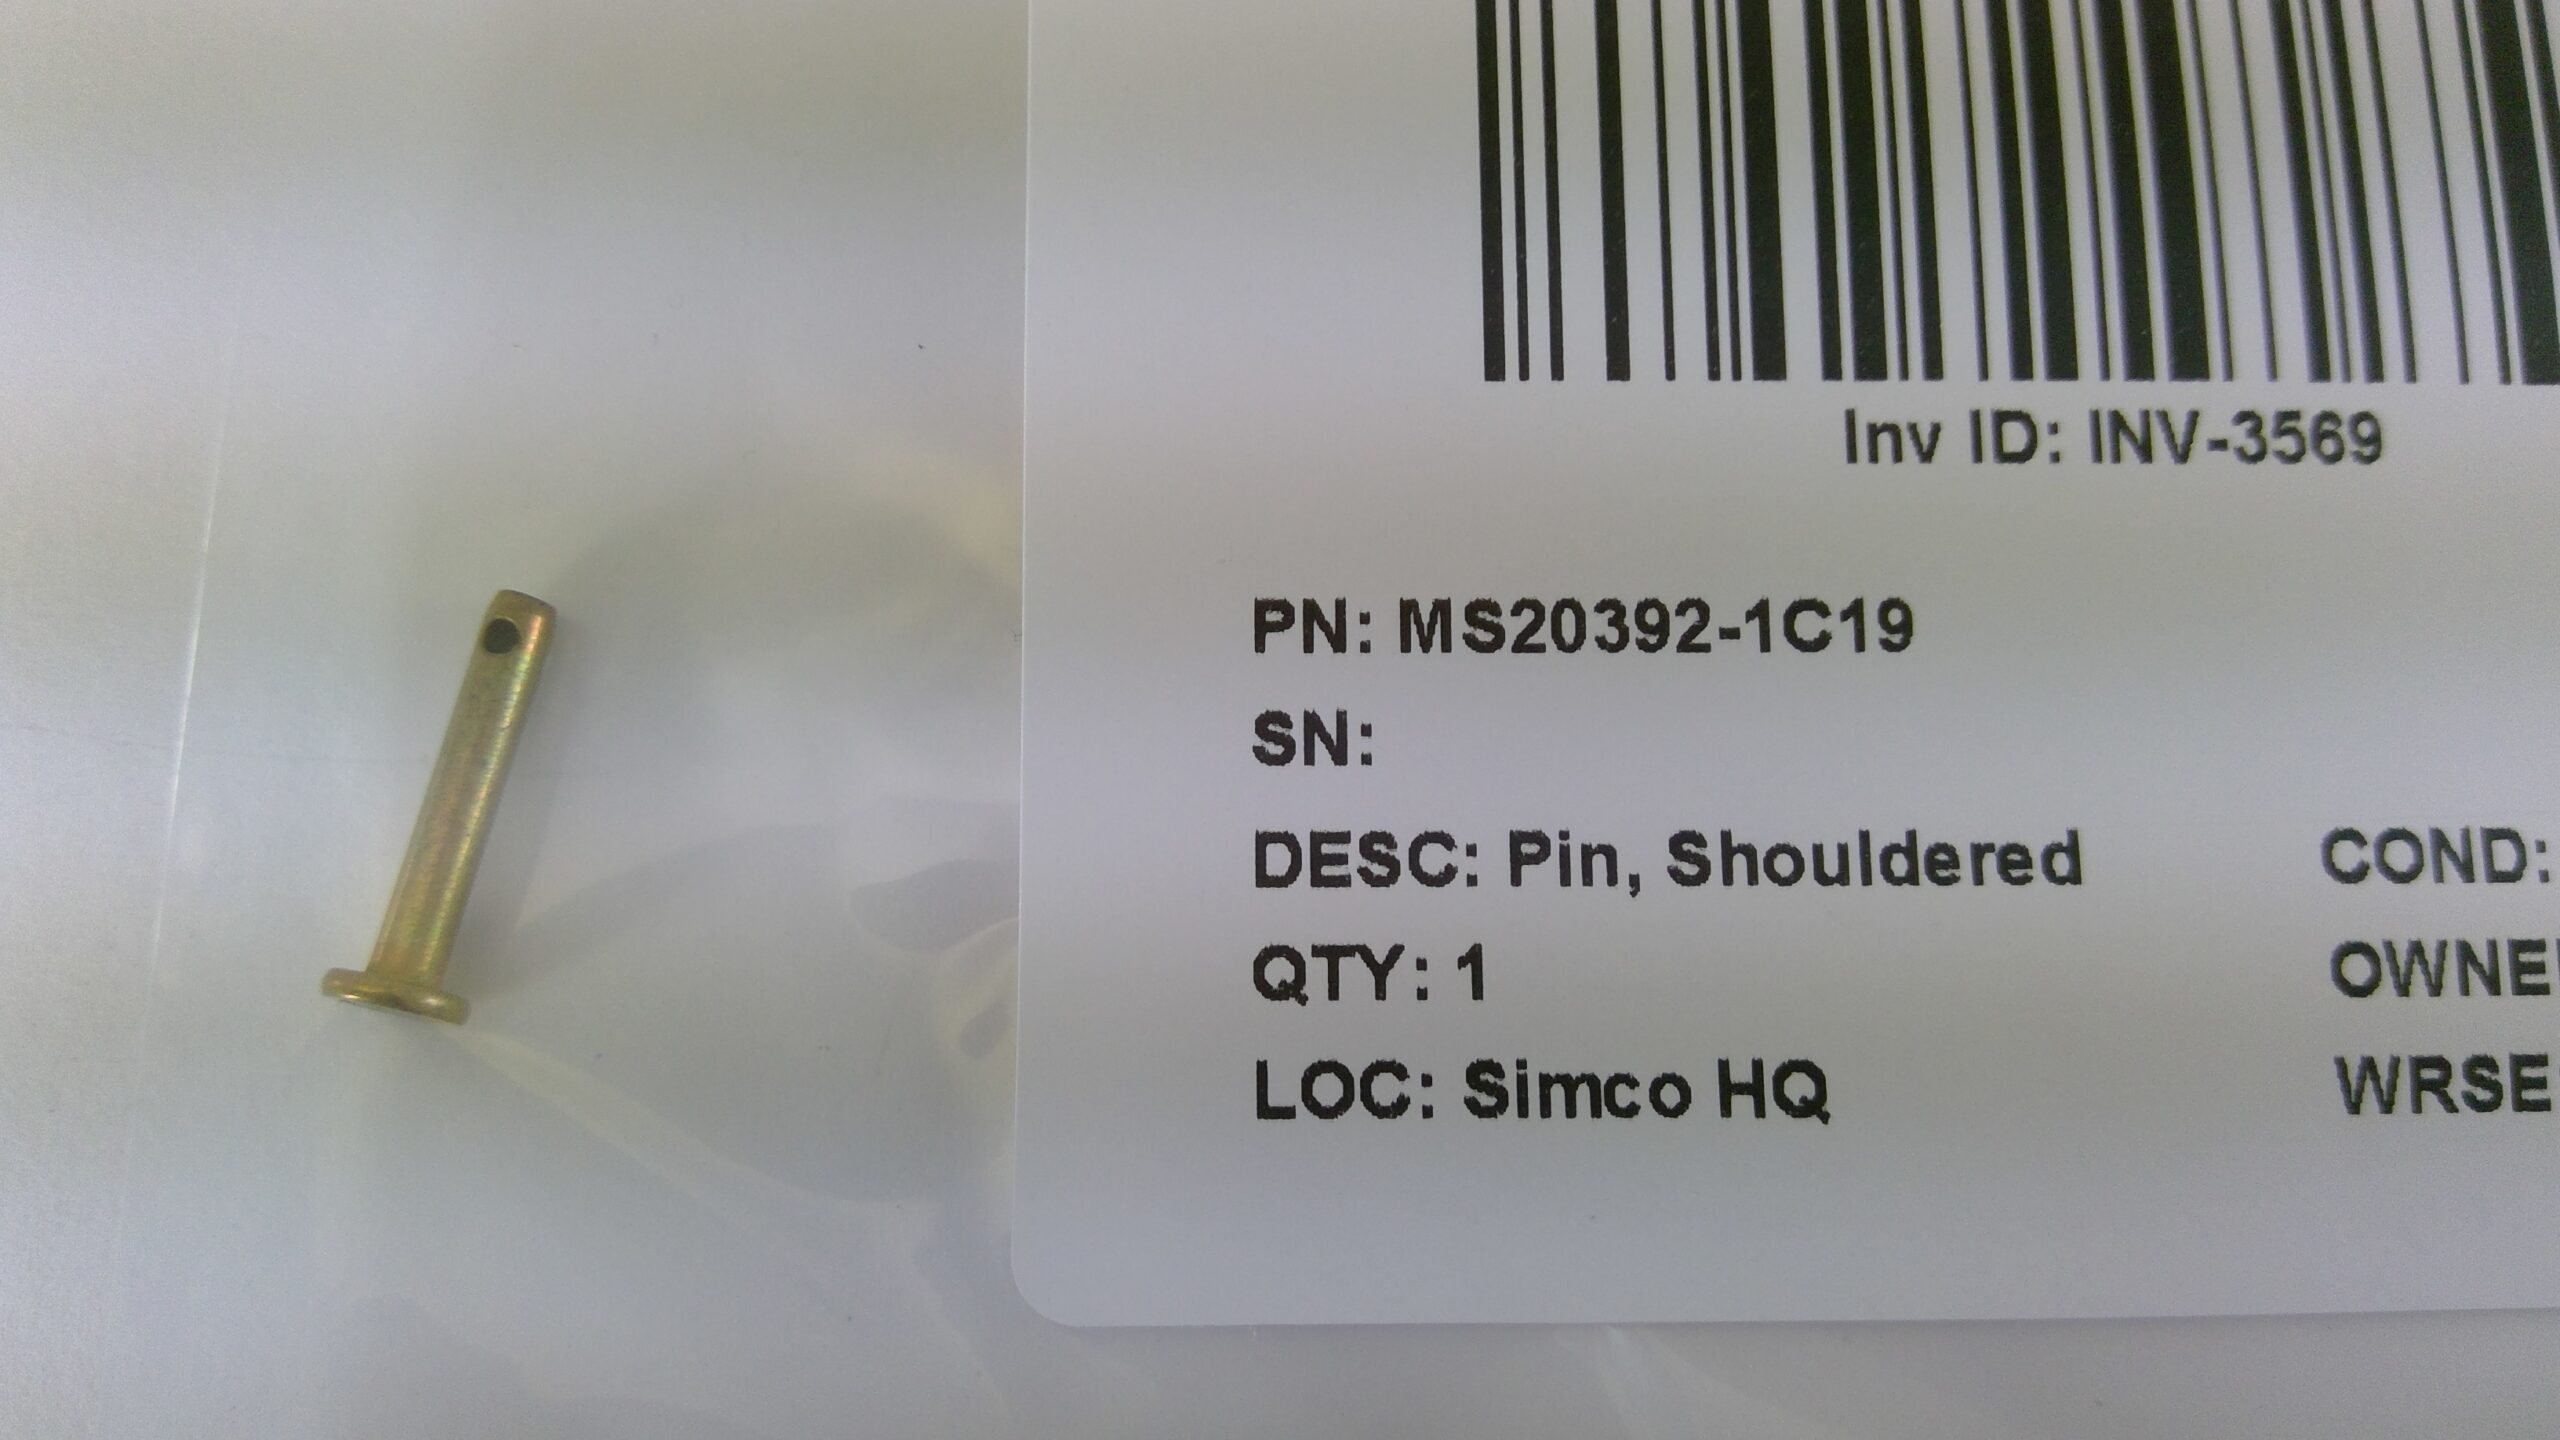 Inv ID: INV-3569
PN: MS20392-1C19
SN:
DESC: Pin, Shouldered
COND:
QTY: 1
LOC: Simco HQ